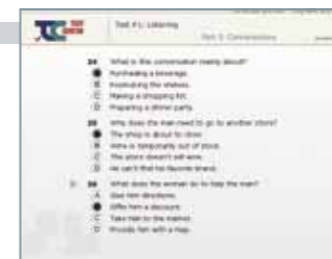 Test #1: Listening
Part 3: Conversations
34 What is this conversation mainly about?
Purchasing a beverage.
B Restocking the shelves.
C Making a shopping list.
D Preparing a dinner party.
35 Why does the man need to go to another store?
The shop is about to close.
B Wine is temporarily out of stock.
C The store doesn't sell wine.
D He can't find his favorite brand.
36 What does the woman do to help the man?
A Give him directions.
Offer him a discount.
C Take him to the market.
D Provide him with a map.